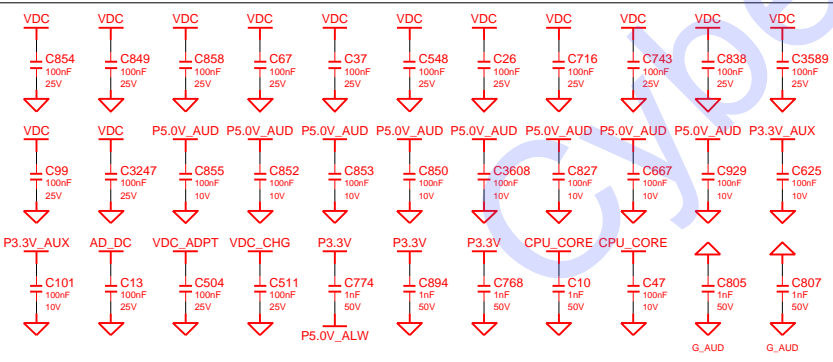 VDC VDC VDC VDC VDC VDC VDC VDC VDC VDC VDC
C854 C849 C858 C67 C37 C548 C26 C716 C743 C838 C3589
100nF 100nF 100nF 100nF 100nF 100nF 100nF 100nF 100nF 100nF 100nF
25V 25V 25V 25V 25V 25V 25V 25V 25V 25V 25V
VDC VDC P5.0V_AUD P5.0V_AUD P5.0V_AUD P5.0V_AUD P5.0V_AUD P5.0V_AUD P5.0V_AUD P5.0V_AUD P3.3V_AUX
C99 C3247 C855 C852 C853 C850 C3608 C827 C667 C929 C625
100nF 100nF 100nF 100nF 100nF 100nF 100nF 100nF 100nF 100nF 100nF
25V 25V 10V 10V 10V 10V 10V 10V 10V 10V 10V
P3.3V_AUX AD_DC VDC_ADPT VDC_CHG P3.3V P3.3V P3.3V CPU_CORE CPU_CORE
C101 C13 C504 C511 C774 C894 C768 C10 C47 C805 C807
100nF 100nF 100nF 100nF 1nF 1nF 1nF 1nF 100nF 1nF 1nF
10V 25V 25V 25V 50V 50V 50V 50V 10V 50V 50V
P5.0V_ALW
G_AUD G_AUD
Cybe